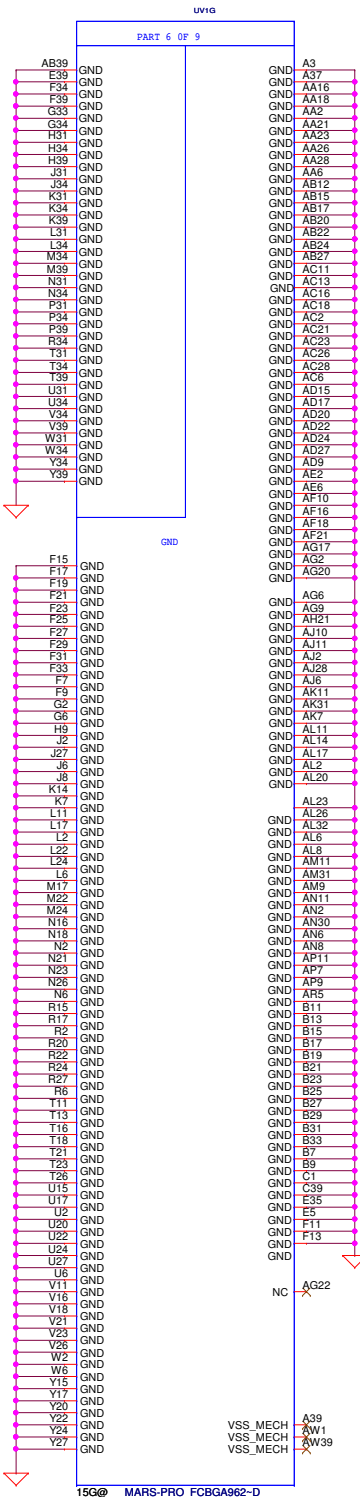 UV1G
PART 6 OF 9
AB39 GND
E39 GND
F34 GND
F39 GND
G33 GND
G34 GND
H31 GND
H34 GND
H39 GND
J31 GND
J34 GND
K31 GND
K34 GND
K39 GND
L31 GND
L34 GND
M34 GND
M39 GND
N31 GND
N34 GND
P31 GND
P34 GND
P39 GND
R34 GND
T31 GND
T34 GND
T39 GND
U31 GND
U34 GND
V34 GND
V39 GND
W31 GND
W34 GND
Y34 GND
Y39 GND
GND
F15 GND
F17 GND
F19 GND
F21 GND
F23 GND
F25 GND
F27 GND
F29 GND
F31 GND
F33 GND
F7 GND
F9 GND
G2 GND
G6 GND
H9 GND
J2 GND
J27 GND
J6 GND
J8 GND
K14 GND
K7 GND
L11 GND
L17 GND
L2 GND
L22 GND
L24 GND
L6 GND
M17 GND
M22 GND
M24 GND
N16 GND
N18 GND
N2 GND
N21 GND
N23 GND
N26 GND
N6 GND
R15 GND
R17 GND
R2 GND
R20 GND
R22 GND
R24 GND
R27 GND
R6 GND
T11 GND
T13 GND
T16 GND
T18 GND
T21 GND
T23 GND
T26 GND
U15 GND
U17 GND
U2 GND
U20 GND
U22 GND
U24 GND
U27 GND
U6 GND
V11 GND
V16 GND
V18 GND
V21 GND
V23 GND
V26 GND
W2 GND
W6 GND
Y15 GND
Y17 GND
Y20 GND
Y22 GND
Y24 GND
Y27 GND
GND A3
GND A37
GND AA16
GND AA18
GND AA2
GND AA21
GND AA23
GND AA26
GND AA28
GND AA6
GND AB12
GND AB15
GND AB17
GND AB20
GND AB22
GND AB24
GND AB27
GND AC11
GND AC13
GND AC16
GND AC18
GND AC2
GND AC21
GND AC23
GND AC26
GND AC28
GND AC6
GND AD15
GND AD17
GND AD20
GND AD22
GND AD24
GND AD27
GND AD9
GND AE2
GND AE6
GND AF10
GND AF16
GND AF18
GND AF21
GND AG17
GND AG2
GND AG20
GND AG6
GND AG9
GND AH21
GND AJ10
GND AJ11
GND AJ2
GND AJ28
GND AJ6
GND AK11
GND AK31
GND AK7
GND AL11
GND AL14
GND AL17
GND AL2
GND AL20
AL23
GND AL26
GND AL32
GND AL6
GND AL8
GND AM11
GND AM31
GND AM9
GND AN11
GND AN2
GND AN30
GND AN6
GND AN8
GND AP11
GND AP7
GND AP9
GND AR5
GND B11
GND B13
GND B15
GND B17
GND B19
GND B21
GND B23
GND B25
GND B27
GND B29
GND B31
GND B33
GND B7
GND B9
GND C1
GND C39
GND E35
GND E5
GND F11
GND F13
GND
NC AG22
VSS_MECH A39
VSS_MECH AW1
VSS_MECH AW39
15G@ MARS-PRO FCBGA962~D